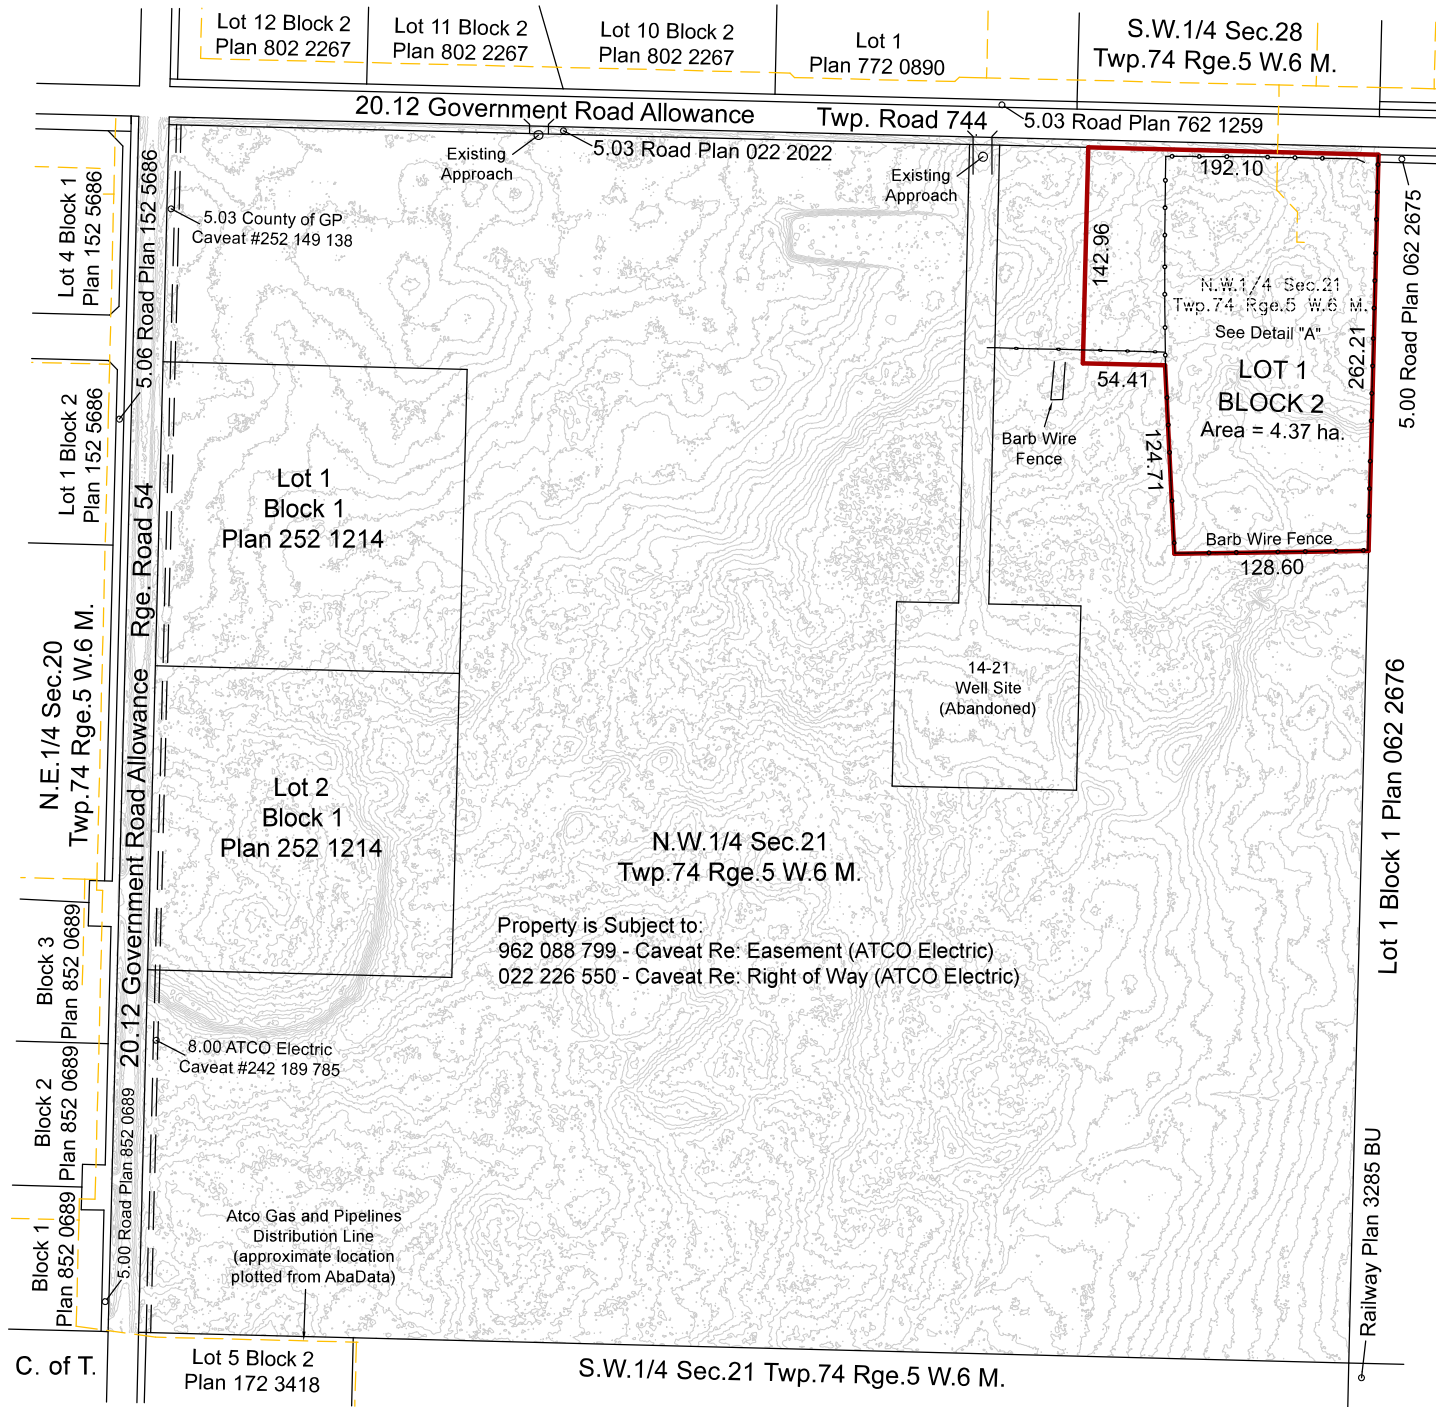 Lot 12 Block 2
Plan 802 2267
Lot 11 Block 2
Plan 802 2267
Lot 10 Block 2
Plan 802 2267
Lot 1
Plan 772 0890
S.W.1/4 Sec.28
Twp.74 Rge.5 W.6 M.
20.12 Government Road Allowance
Twp. Road 744
5.03 Road Plan 762 1259
5.03 Road Plan 022 2022
Existing
Approach
Existing
Approach
Lot 4 Block 1
Plan 152 5686
5.06 Road Plan 152 5686
5.03 County of GP
Caveat #252 149 138
192.10
142.96
N.W.1/4 Sec.21
Twp.74 Rge.5 W.6 M.
See Detail "A"
LOT 1
BLOCK 2
Area = 4.37 ha.
262.21
5.00 Road Plan 062 2675
54.41
124.71
Barb Wire
Fence
Barb Wire Fence
128.60
Lot 1 Block 2
Plan 152 5686
Lot 1
Block 1
Plan 252 1214
Rge. Road 54
N.E.1/4 Sec.20
Twp.74 Rge.5 W.6 M.
14-21
Well Site
(Abandoned)
Lot 2
Block 1
Plan 252 1214
20.12 Government Road Allowance
N.W.1/4 Sec.21
Twp.74 Rge.5 W.6 M.
Lot 1 Block 1 Plan 062 2676
Property is Subject to:
962 088 799 - Caveat Re: Easement (ATCO Electric)
022 226 550 - Caveat Re: Right of Way (ATCO Electric)
Block 3
Plan 852 0689
8.00 ATCO Electric
Caveat #242 189 785
Block 2
Plan 852 0689
5.00 Road Plan 852 0689
Block 1
Plan 852 0689
Atco Gas and Pipelines
Distribution Line
(approximate location
plotted from AbaData)
Railway Plan 3285 BU
C. of T.
Lot 5 Block 2
Plan 172 3418
S.W.1/4 Sec.21 Twp.74 Rge.5 W.6 M.